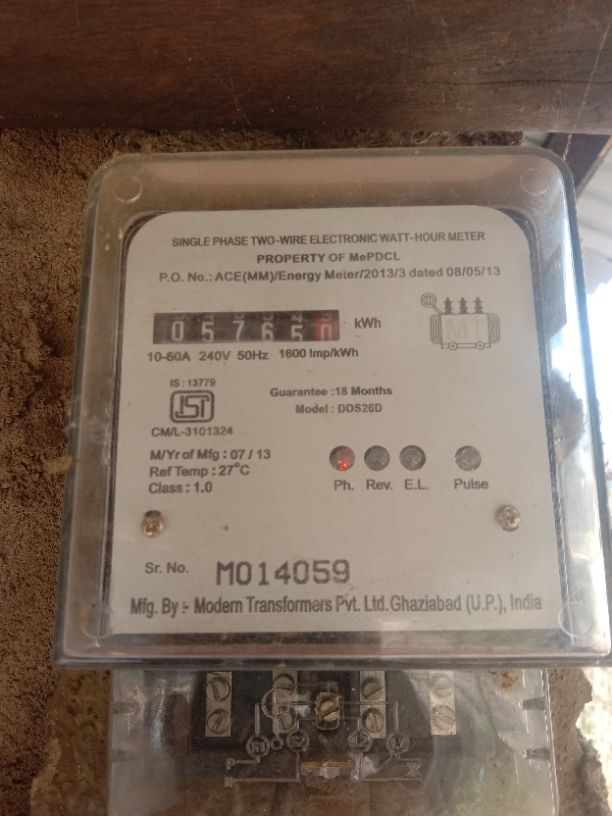 SINGLE PHASE TWO-WIRE ELECTRONIC WATT-HOUR METER
PROPERTY OF MePDCL
P.O. No.: ACE(MM)/Energy Meter/2013/3 dated 08/05/13
057650 kWh
MT
10-60A 240V 50Hz 1600 Imp/kWh
IS : 13779
ISI
CM/L-3101324
Guarantee :18 Months
Model : DDS26D
M/Yr of Mfg : 07 / 13
Ref Temp : 27°C
Class : 1.0
Ph. Rev. E.L. Pulse
Sr. No. M014059
Mfg. By :- Modern Transformers Pvt. Ltd. Ghaziabad (U.P.), India